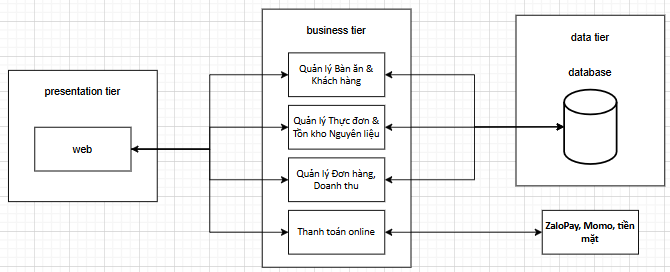 presentation tier
web
business tier
Quản lý Bàn ăn &
Khách hàng
Quản lý Thực đơn &
Tồn kho Nguyên liệu
Quản lý Đơn hàng,
Doanh thu
Thanh toán online
data tier
database
ZaloPay, Momo, tiền
mặt